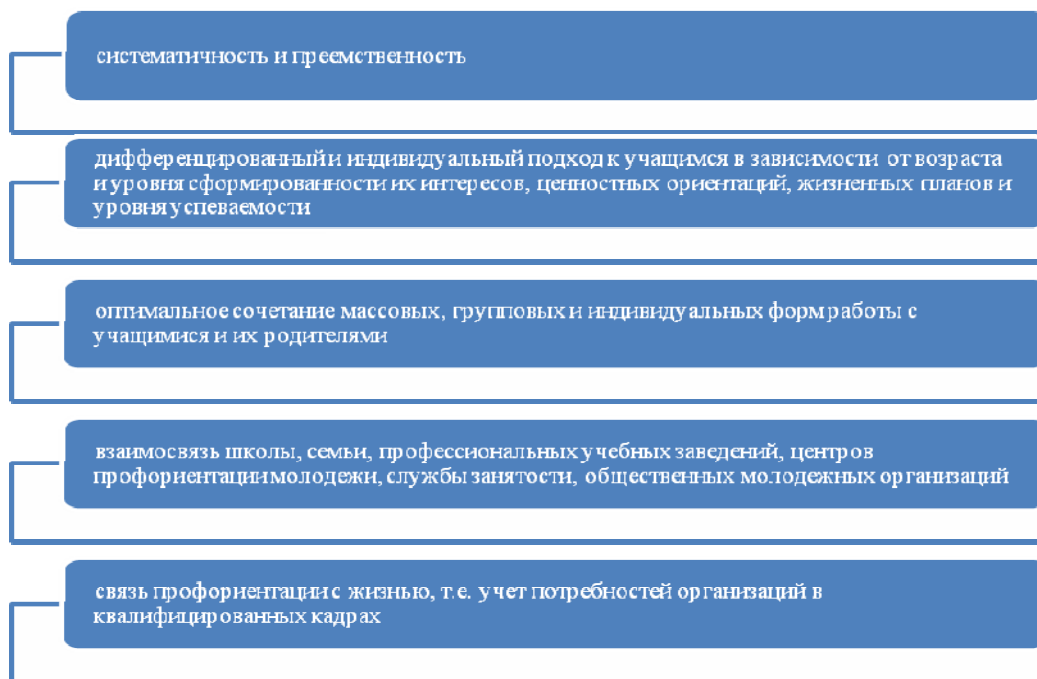 систематичность и преемственность
дифференцированный и индивидуальный подход к учащимся в зависимости от возраста
и уровня сформированности их интересов, ценностных ориентаций, жизненных планов и
уровня успеваемости
оптимальное сочетание массовых, групповых и индивидуальных форм работы с
учащимися и их родителями
взаимосвязь школы, семьи, профессиональных учебных заведений, центров
профориентации молодежи, службы занятости, общественных молодежных организаций
связь профориентации с жизнью, т.е. учет потребностей организаций в
квалифицированных кадрах